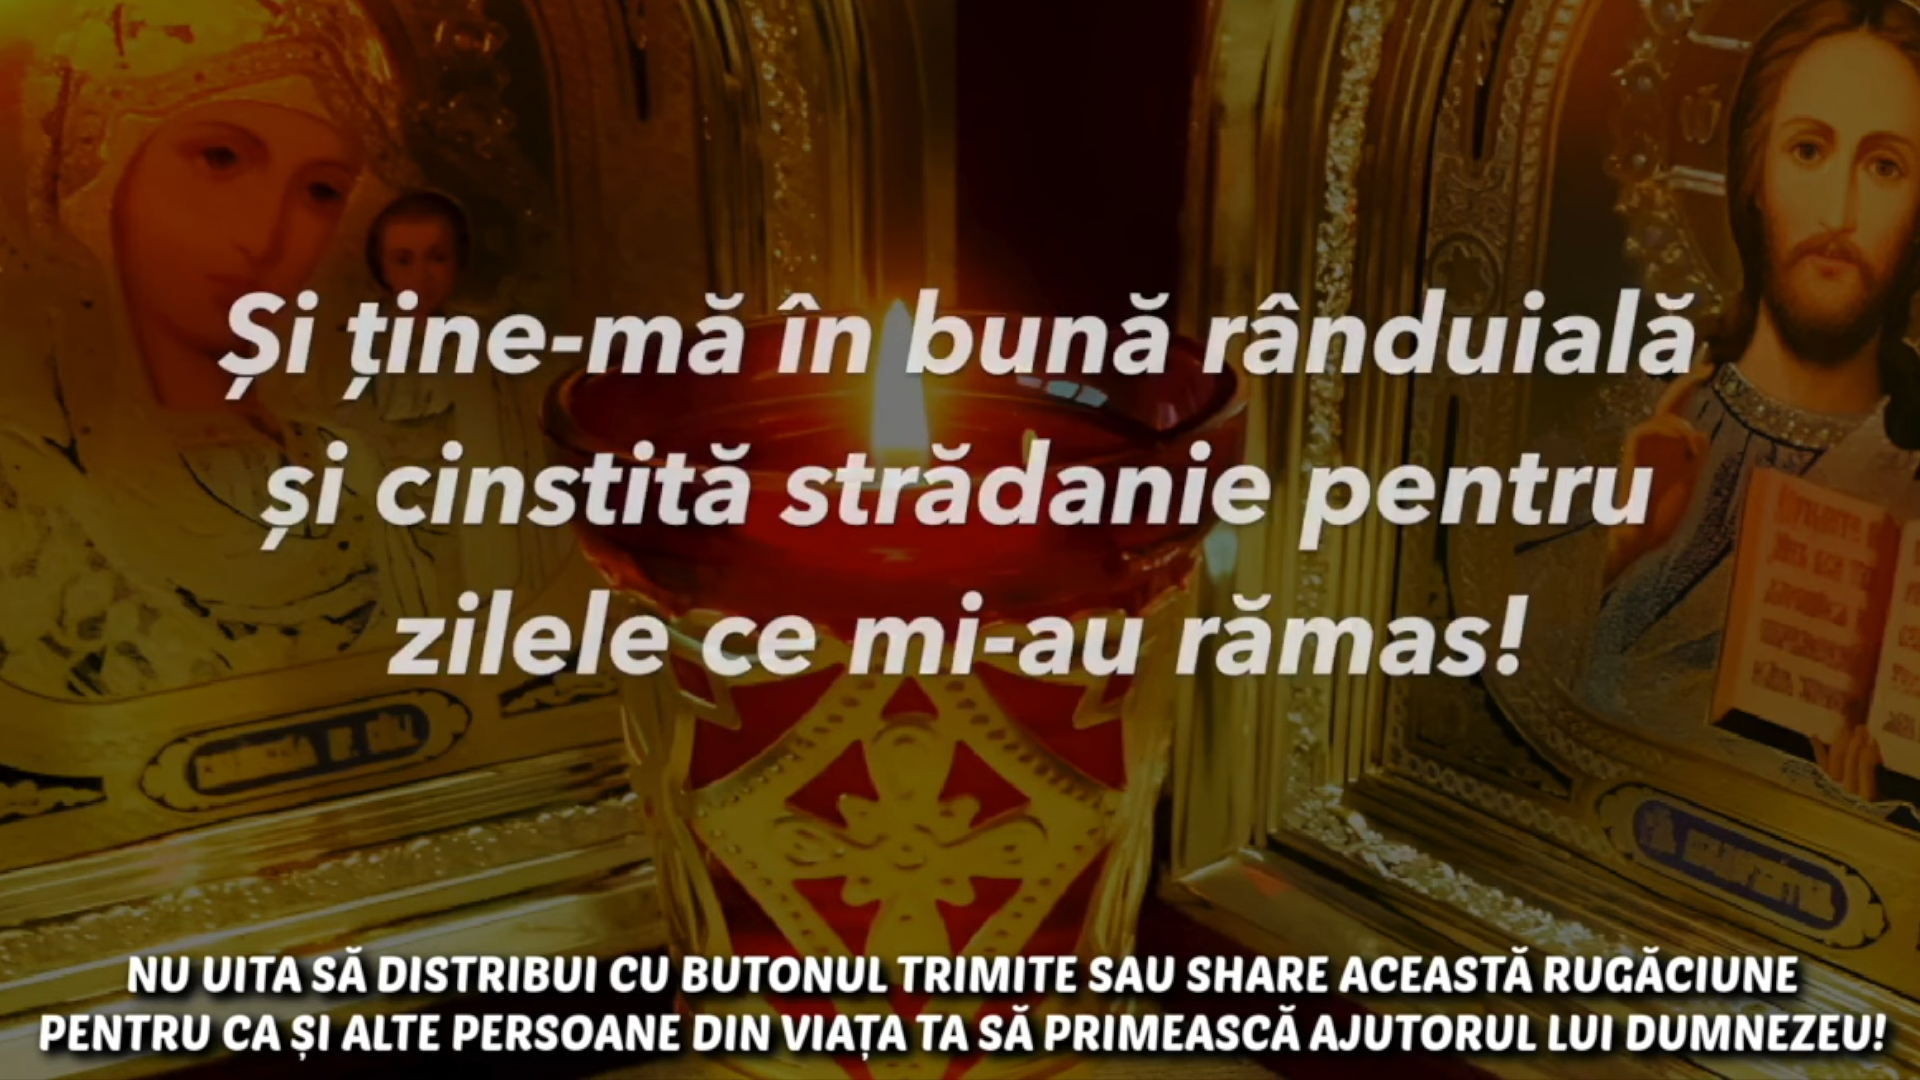 Și ține-mă în bună rânduială
și cinstită strădanie pentru
zilele ce mi-au rămas!
NU UITA SĂ DISTRIBUI CU BUTONUL TRIMITE SAU SHARE ACEASTĂ RUGĂCIUNE
PENTRU CA ȘI ALTE PERSOANE DIN VIAȚA TA SĂ PRIMEASCĂ AJUTORUL LUI DUMNEZEU!